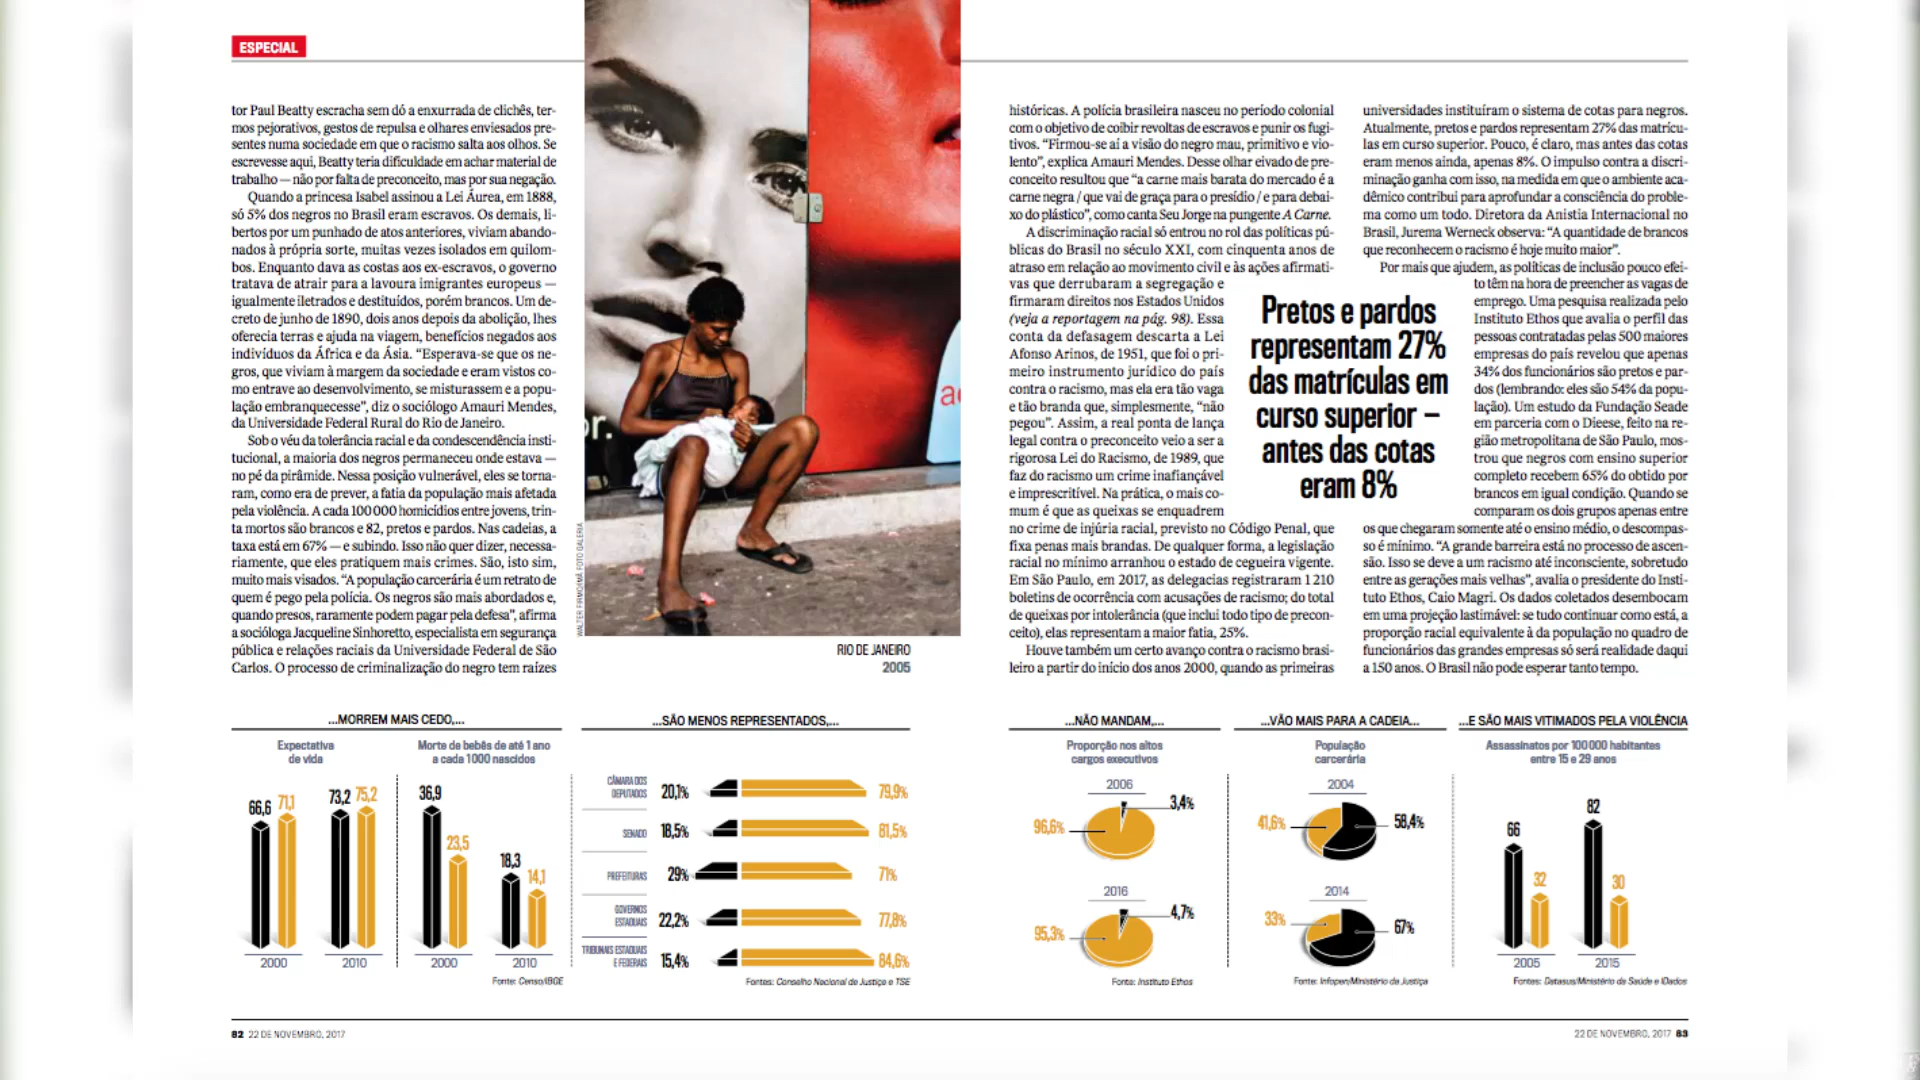 ESPECIAL
tor Paul Beatty escracha sem dó a enxurrada de clichês, ter-
mos pejorativos, gestos de repulsa e olhares enviesados pre-
sentes numa sociedade em que o racismo salta aos olhos. Se
escrevesse aqui, Beatty teria dificuldade em achar material de
trabalho — não por falta de preconceito, mas por sua negação.
Quando a princesa Isabel assinou a Lei Áurea, em 1888,
só 5% dos negros no Brasil eram escravos. Os demais, li-
bertos por um punhado de atos anteriores, viviam abando-
nados à própria sorte, muitas vezes isolados em quilom-
bos. Enquanto dava as costas aos ex-escravos, o governo
tratava de atrair para a lavoura imigrantes europeus —
igualmente iletrados e destituídos, porém brancos. Um de-
creto de junho de 1890, dois anos depois da abolição, lhes
oferecia terras e ajuda na viagem, benefícios negados aos
indivíduos da África e da Ásia. “Esperava-se que os ne-
gros, que viviam à margem da sociedade e eram vistos co-
mo entrave ao desenvolvimento, se misturassem e a popu-
lação embranquecesse”, diz o sociólogo Amauri Mendes,
da Universidade Federal Rural do Rio de Janeiro.
Sob o véu da tolerância racial e da condescendência insti-
tucional, a maioria dos negros permaneceu onde estava —
no pé da pirâmide. Nessa posição vulnerável, eles se torna-
ram, como era de prever, a fatia da população mais afetada
pela violência. A cada 100 000 homicídios entre jovens, trin-
ta mortos são brancos e 82, pretos e pardos. Nas cadeias, a
taxa está em 67% — e subindo. Isso não quer dizer, necessa-
riamente, que eles pratiquem mais crimes. São, isto sim,
muito mais visados. “A população carcerária é um retrato de
quem é pego pela polícia. Os negros são mais abordados e,
quando presos, raramente podem pagar pela defesa”, afirma
a socióloga Jacqueline Sinhoretto, especialista em segurança
pública e relações raciais da Universidade Federal de São
Carlos. O processo de criminalização do negro tem raízes
or.
ac
WALTER FIRMO/IMÃ FOTO GALERIA
RIO DE JANEIRO
2005
históricas. A polícia brasileira nasceu no período colonial
com o objetivo de coibir revoltas de escravos e punir os fugi-
tivos. “Firmou-se aí a visão do negro mau, primitivo e vio-
lento”, explica Amauri Mendes. Desse olhar eivado de pre-
conceito resultou que “a carne mais barata do mercado é a
carne negra / que vai de graça para o presídio / e para debai-
xo do plástico”, como canta Seu Jorge na pungente A Carne.
A discriminação racial só entrou no rol das políticas pú-
blicas do Brasil no século XXI, com cinquenta anos de
atraso em relação ao movimento civil e às ações afirmati-
vas que derrubaram a segregação e
firmaram direitos nos Estados Unidos
(veja a reportagem na pág. 98). Essa
conta da defasagem descarta a Lei
Afonso Arinos, de 1951, que foi o pri-
meiro instrumento jurídico do país
contra o racismo, mas ela era tão vaga
e tão branda que, simplesmente, “não
pegou”. Assim, a real ponta de lança
legal contra o preconceito veio a ser a
rigorosa Lei do Racismo, de 1989, que
faz do racismo um crime inafiançável
e imprescritível. Na prática, o mais co-
mum é que as queixas se enquadrem
no crime de injúria racial, previsto no Código Penal, que
fixa penas mais brandas. De qualquer forma, a legislação
racial no mínimo arranhou o estado de cegueira vigente.
Em São Paulo, em 2017, as delegacias registraram 1 210
boletins de ocorrência com acusações de racismo; do total
de queixas por intolerância (que inclui todo tipo de precon-
ceito), elas representam a maior fatia, 25%.
Houve também um certo avanço contra o racismo brasi-
leiro a partir do início dos anos 2000, quando as primeiras
Pretos e pardos
representam 27%
das matrículas em
curso superior –
antes das cotas
eram 8%
universidades instituíram o sistema de cotas para negros.
Atualmente, pretos e pardos representam 27% das matrícu-
las em curso superior. Pouco, é claro, mas antes das cotas
eram menos ainda, apenas 8%. O impulso contra a discri-
minação ganha com isso, na medida em que o ambiente aca-
dêmico contribui para aprofundar a consciência do proble-
ma como um todo. Diretora da Anistia Internacional no
Brasil, Jurema Werneck observa: “A quantidade de brancos
que reconhecem o racismo é hoje muito maior”.
Por mais que ajudem, as políticas de inclusão pouco efei-
to têm na hora de preencher as vagas de
emprego. Uma pesquisa realizada pelo
Instituto Ethos que avalia o perfil das
pessoas contratadas pelas 500 maiores
empresas do país revelou que apenas
34% dos funcionários são pretos e par-
dos (lembrando: eles são 54% da popu-
lação). Um estudo da Fundação Seade
em parceria com o Dieese, feito na re-
gião metropolitana de São Paulo, mos-
trou que negros com ensino superior
completo recebem 65% do obtido por
brancos em igual condição. Quando se
comparam os dois grupos apenas entre
os que chegaram somente até o ensino médio, o descompas-
so é mínimo. “A grande barreira está no processo de ascen-
são. Isso se deve a um racismo até inconsciente, sobretudo
entre as gerações mais velhas”, avalia o presidente do Insti-
tuto Ethos, Caio Magri. Os dados coletados desembocam
em uma projeção lastimável: se tudo continuar como está, a
proporção racial equivalente à da população no quadro de
funcionários das grandes empresas só será realidade daqui
a 150 anos. O Brasil não pode esperar tanto tempo.
...MORREM MAIS CEDO,...
Expectativa
de vida
66,6 71,1
73,2 75,2
2000
2010
Morte de bebês de até 1 ano
a cada 1000 nascidos
36,9
23,5
18,3
14,1
2000
2010
Fonte: Censo/IBGE
...SÃO MENOS REPRESENTADOS,...
CÂMARA DOS
DEPUTADOS
20,1%
79,9%
SENADO
18,5%
81,5%
PREFEITURAS
29%
71%
GOVERNOS
ESTADUAIS
22,2%
77,8%
TRIBUNAIS ESTADUAIS
E FEDERAIS
15,4%
84,6%
Fontes: Conselho Nacional de Justiça e TSE
...NÃO MANDAM,...
Proporção nos altos
cargos executivos
2006
96,6%
3,4%
2016
95,3%
4,7%
Fonte: Instituto Ethos
...VÃO MAIS PARA A CADEIA...
População
carcerária
2004
41,6%
58,4%
2014
33%
67%
Fonte: Infopen/Ministério da Justiça
...E SÃO MAIS VITIMADOS PELA VIOLÊNCIA
Assassinatos por 100 000 habitantes
entre 15 e 29 anos
66
32
82
30
2005
2015
Fontes: Datasus/Ministério da Saúde e IDados
82 22 DE NOVEMBRO, 2017
22 DE NOVEMBRO, 2017 83